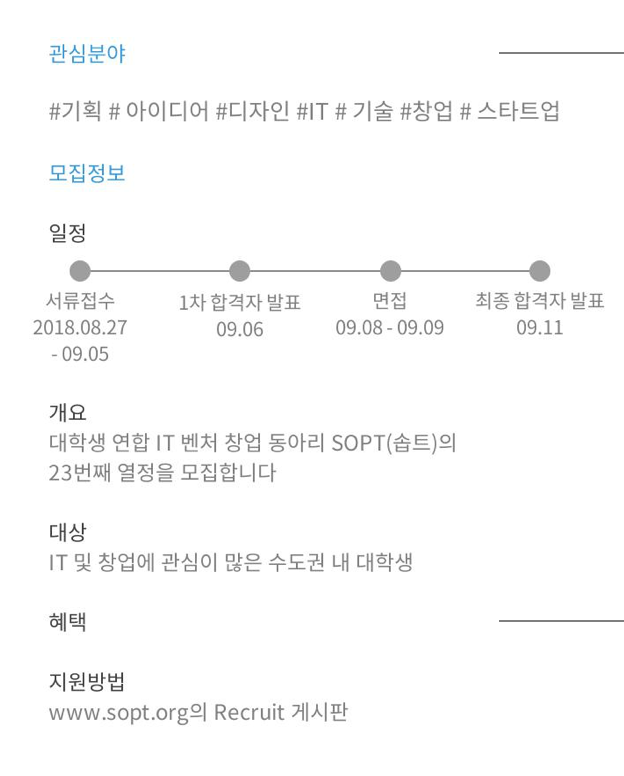 관심분야
#기획 # 아이디어 #디자인 #IT # 기술 #창업 # 스타트업
모집정보
일정
서류접수
2018.08.27
- 09.05
1차 합격자 발표
09.06
면접
09.08 - 09.09
최종 합격자 발표
09.11
개요
대학생 연합 IT 벤처 창업 동아리 SOPT(솝트)의
23번째 열정을 모집합니다
대상
IT 및 창업에 관심이 많은 수도권 내 대학생
혜택
지원방법
www.sopt.org의 Recruit 게시판